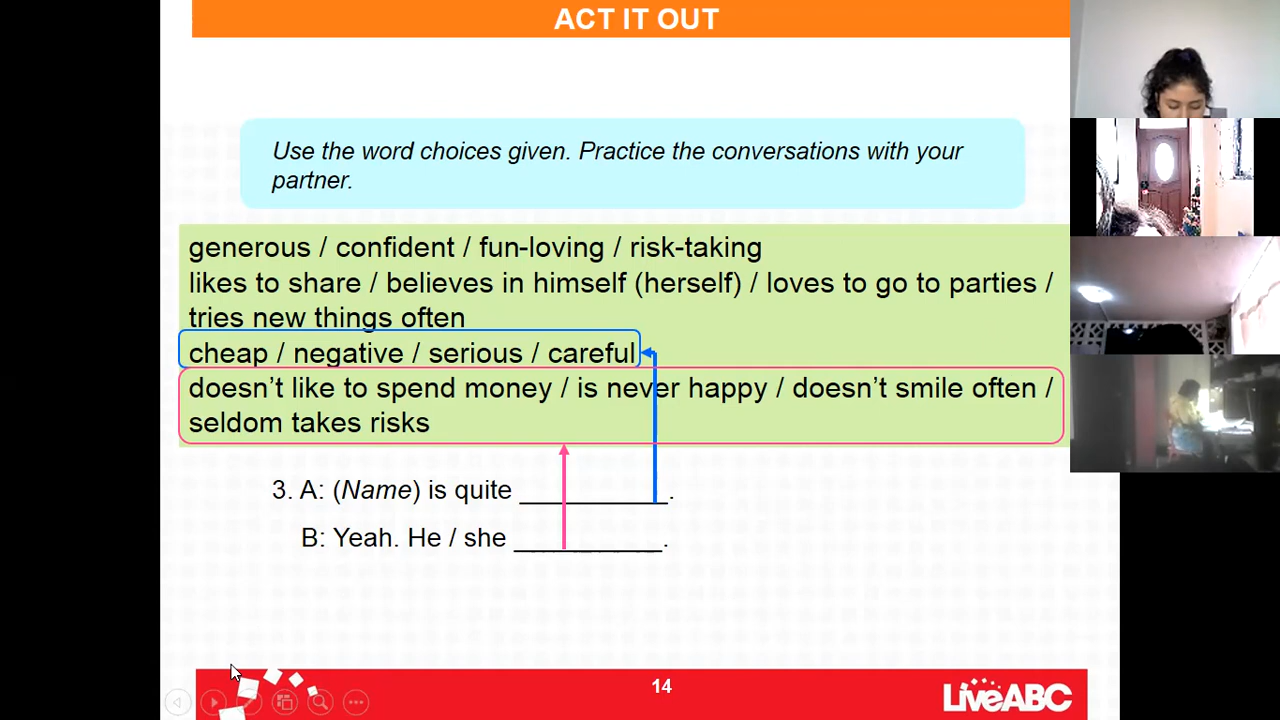 ACT IT OUT
Use the word choices given. Practice the conversations with your
partner.
generous / confident / fun-loving / risk-taking
likes to share / believes in himself (herself) / loves to go to parties /
tries new things often
cheap / negative / serious / careful
doesn’t like to spend money / is never happy / doesn’t smile often /
seldom takes risks
3. A: (Name) is quite __________.
B: Yeah. He / she __________.
14
LiveABC